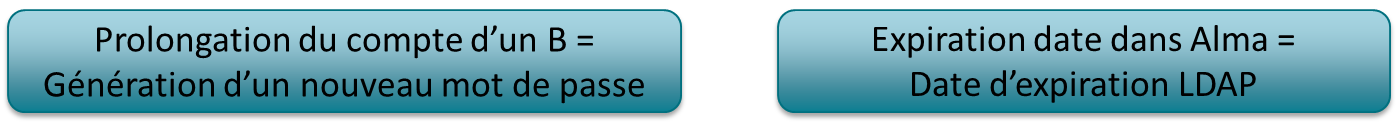 Prolongation du compte d’un B =
Génération d’un nouveau mot de passe
Expiration date dans Alma =
Date d’expiration LDAP